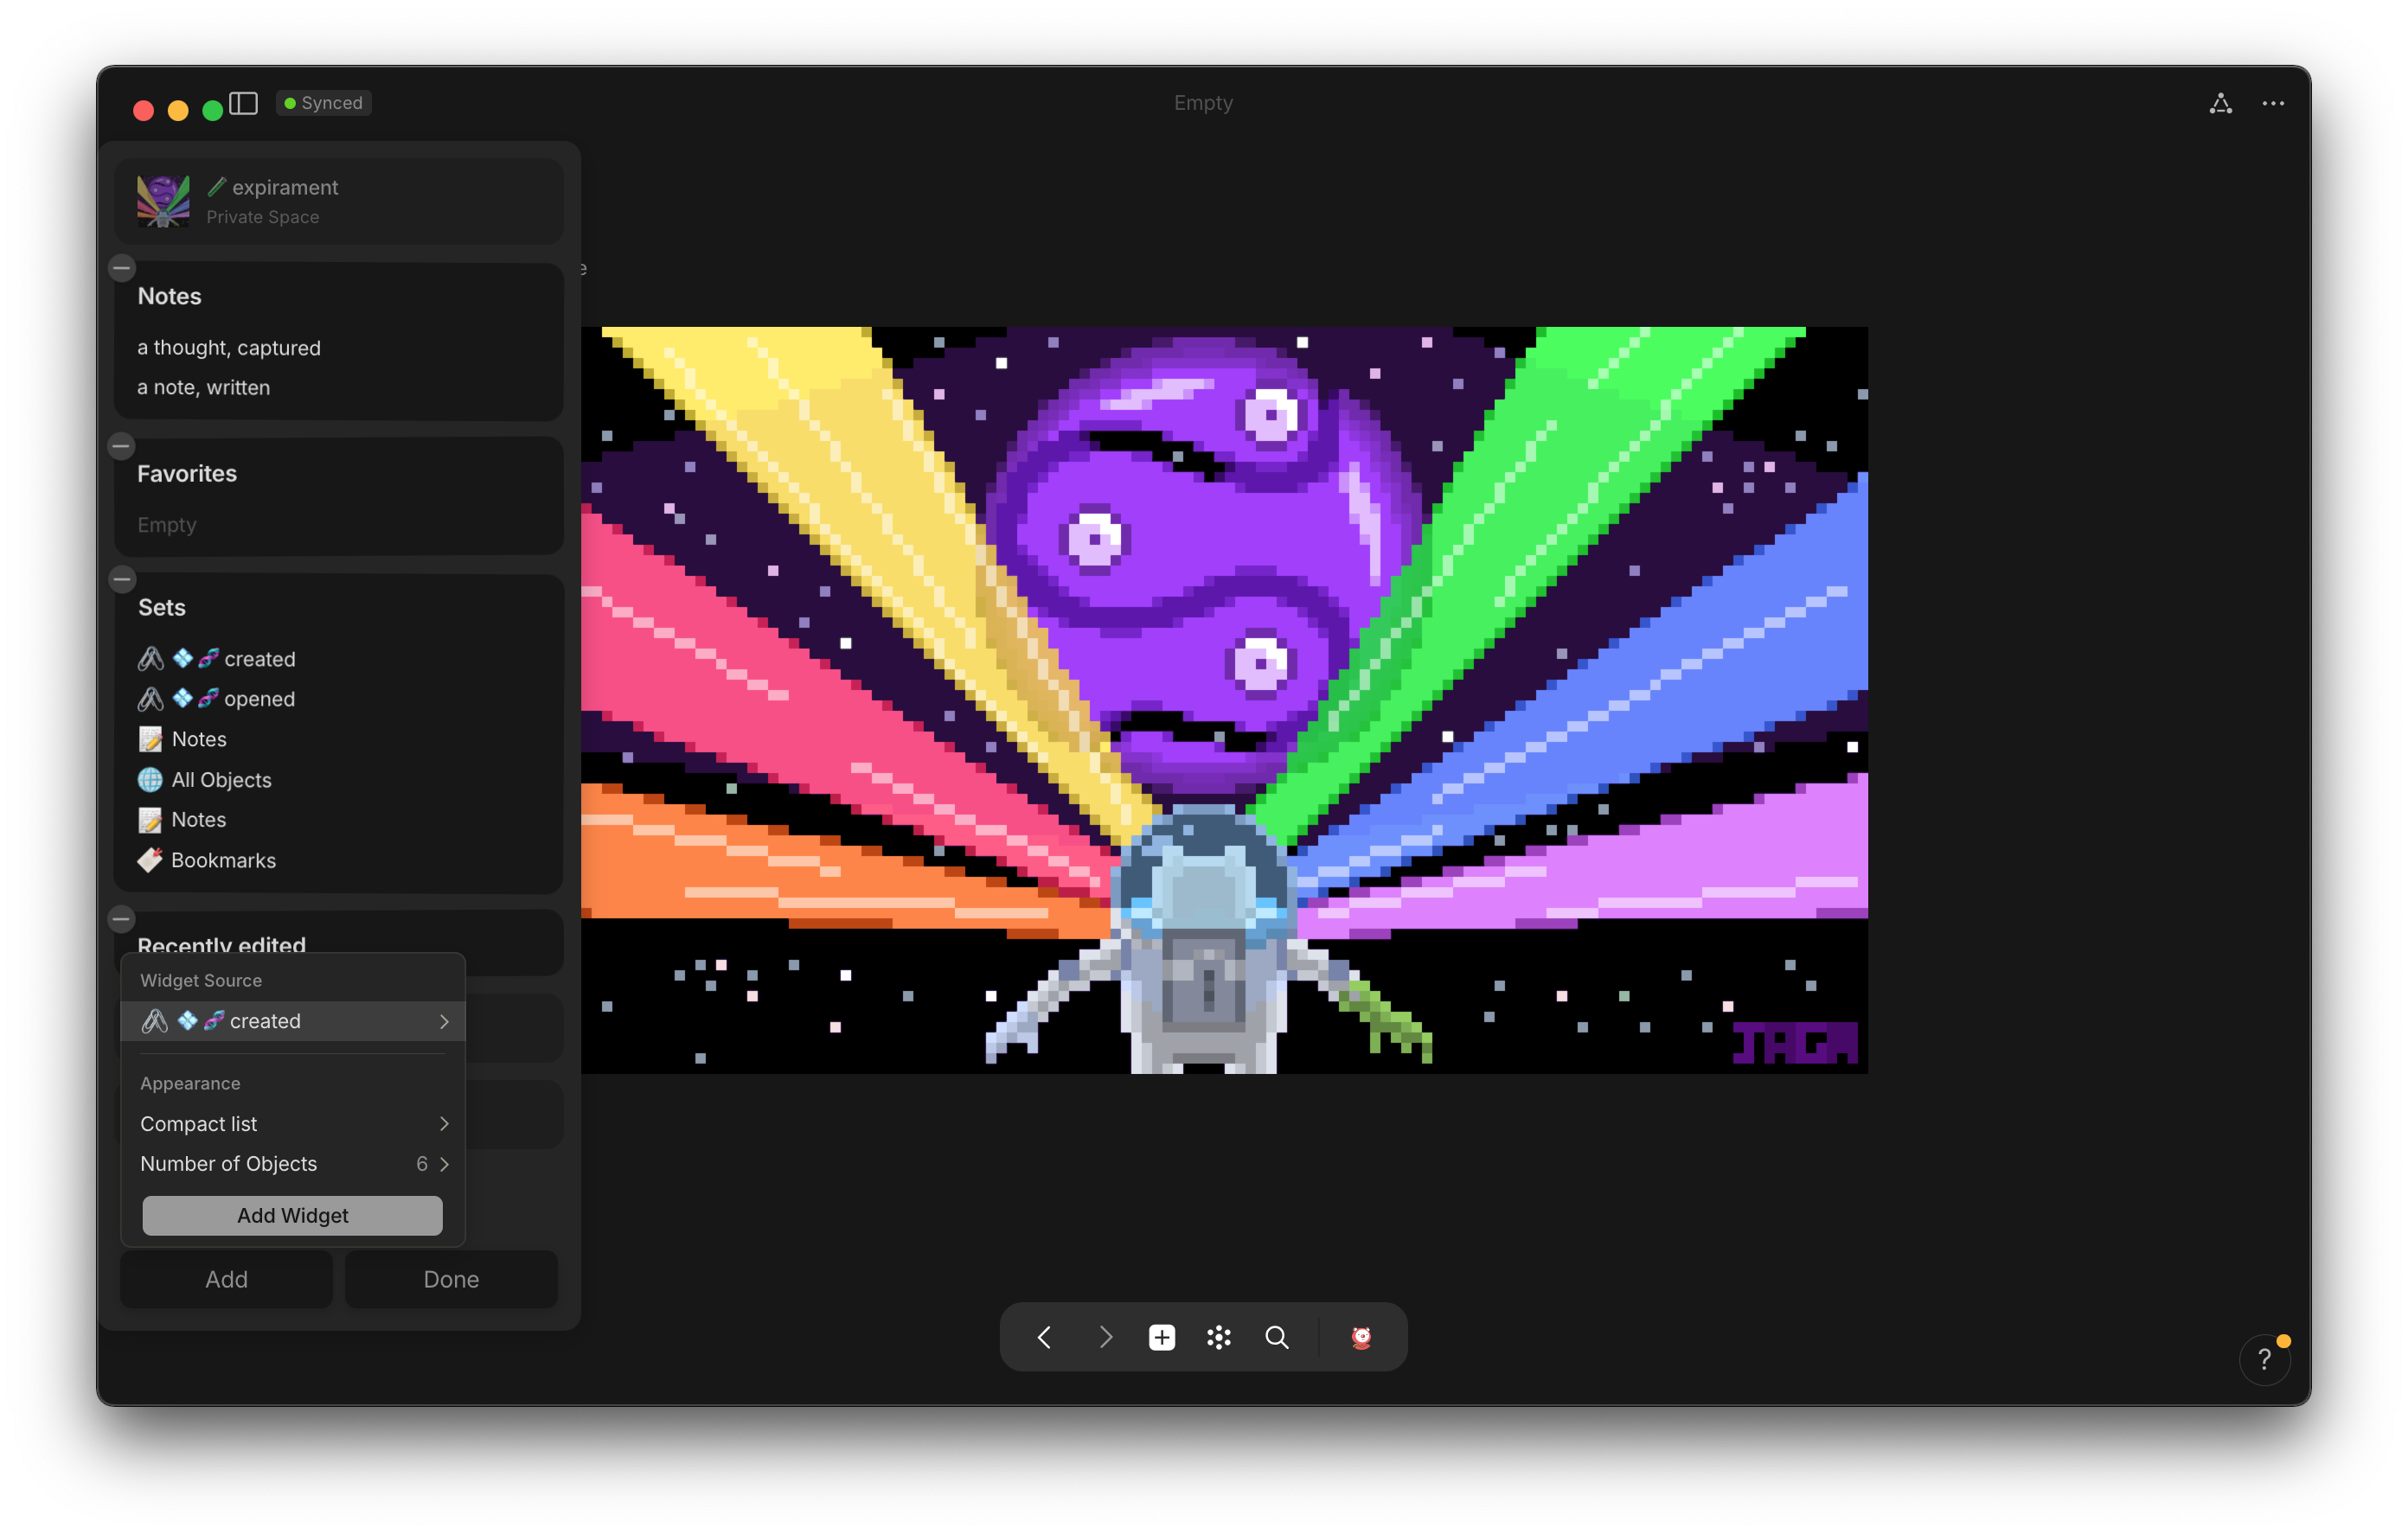 Synced
Empty
expirament
Private Space
Notes
a thought, captured
a note, written
Favorites
Empty
Sets
created
opened
Notes
All Objects
Notes
Bookmarks
Recently edited
Widget Source
created
Appearance
Compact list
Number of Objects 6
Add Widget
Add
Done
e
JAGA
?